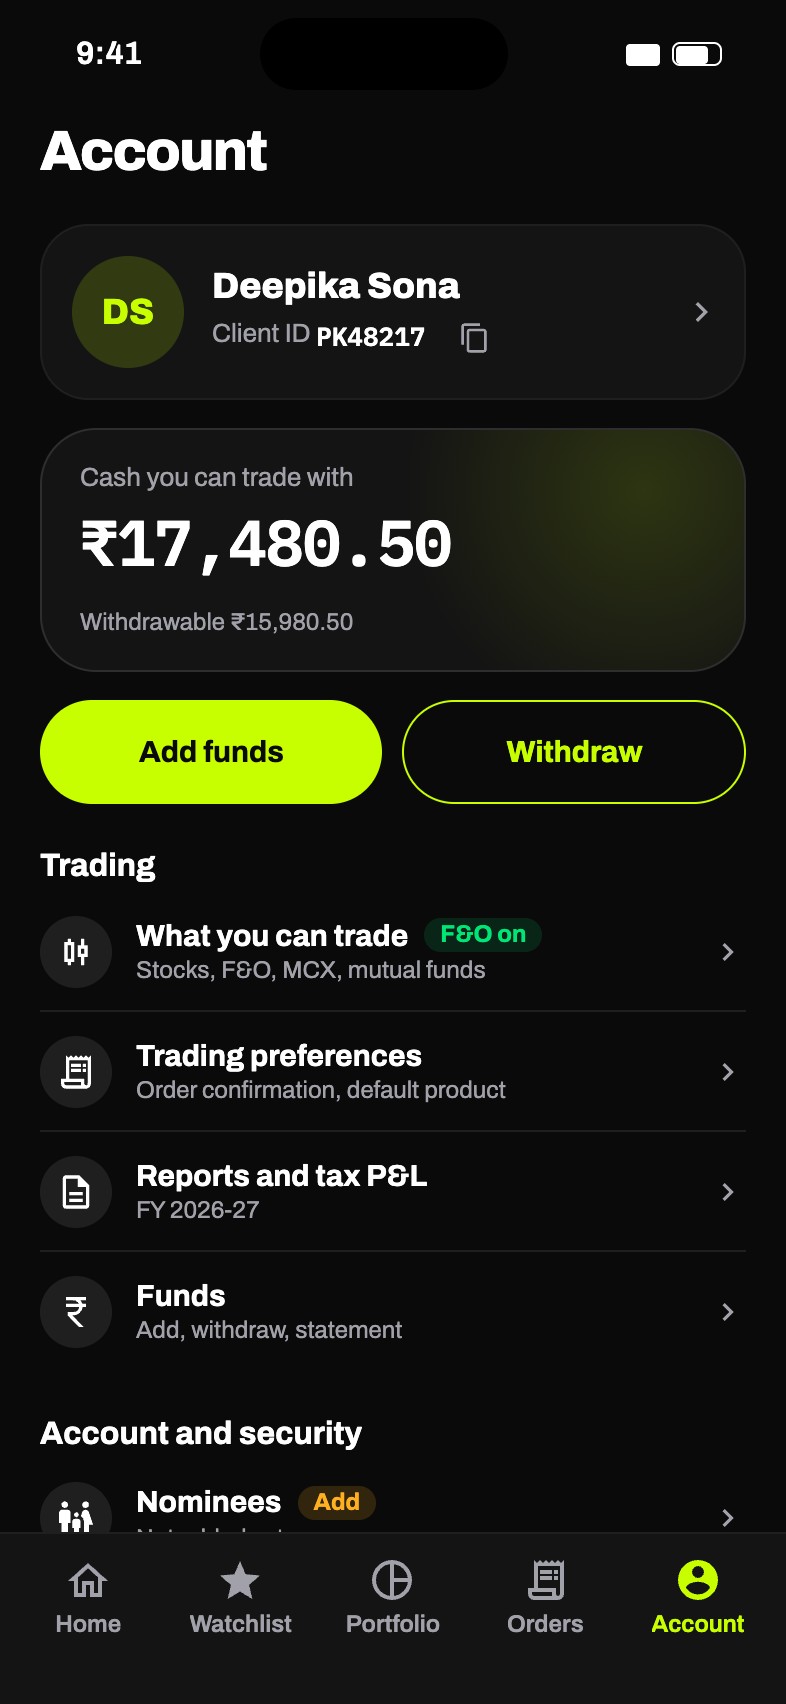 9:41
Account
DS
Deepika Sona
Client ID PK48217
Cash you can trade with
₹17,480.50
Withdrawable ₹15,980.50
Add funds
Withdraw
Trading
What you can trade F&O on
Stocks, F&O, MCX, mutual funds
Trading preferences
Order confirmation, default product
Reports and tax P&L
FY 2026-27
Funds
Add, withdraw, statement
Account and security
Nominees Add
Home Watchlist Portfolio Orders Account